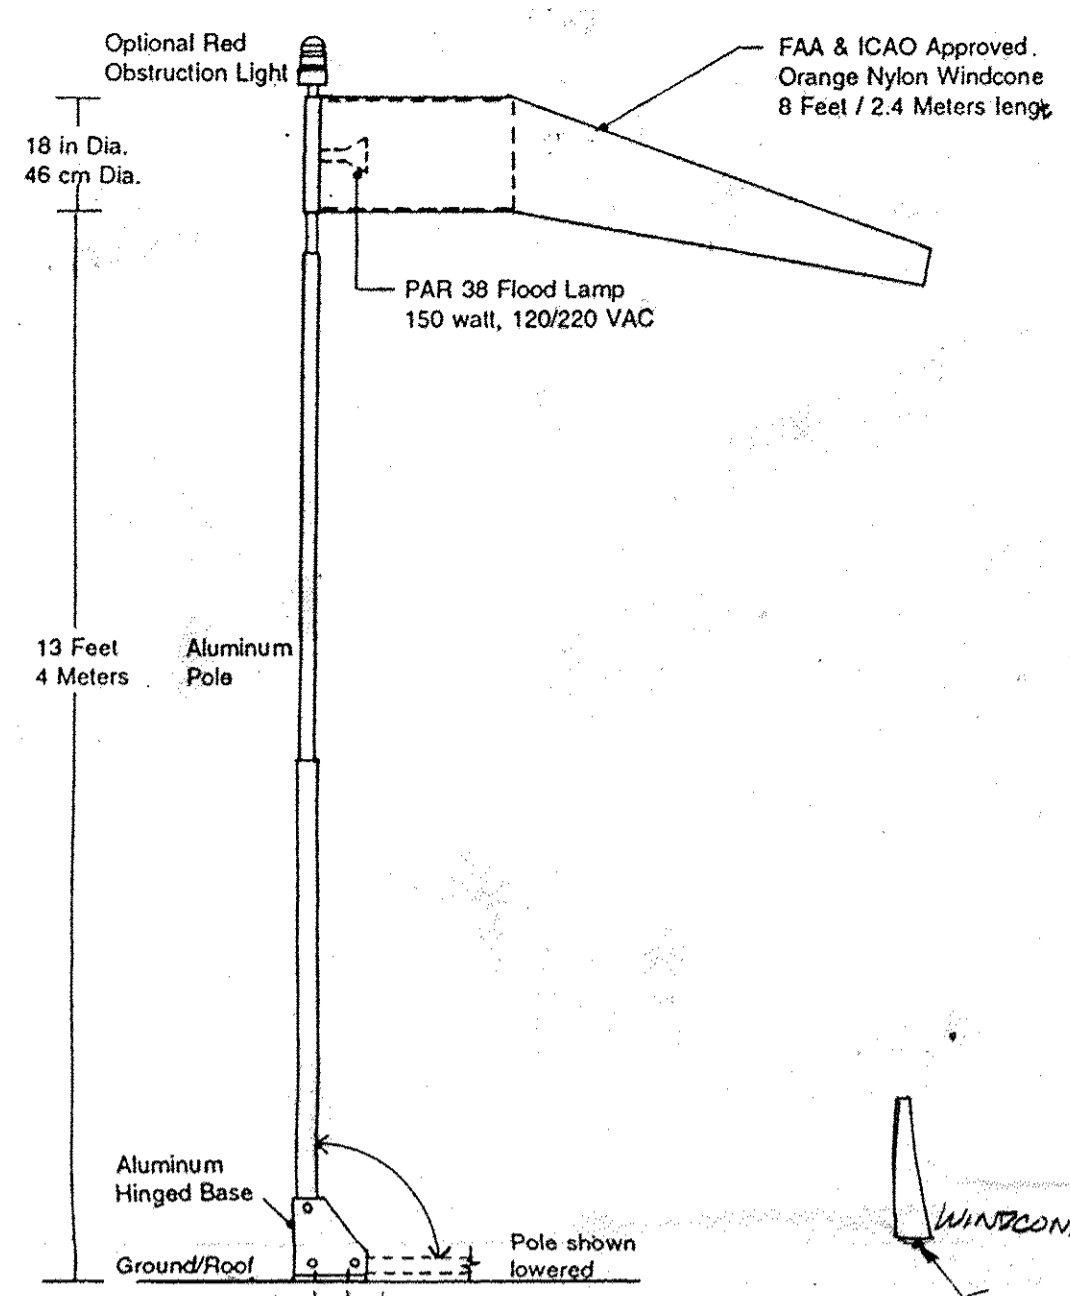 Optional Red
Obstruction Light
FAA & ICAO Approved.
Orange Nylon Windcone
8 Feet / 2.4 Meters lengt
18 in Dia.
46 cm Dia.
PAR 38 Flood Lamp
150 watt, 120/220 VAC
13 Feet
4 Meters
Aluminum
Pole
Aluminum
Hinged Base
Ground/Roof
Pole shown
lowered
WINDCON